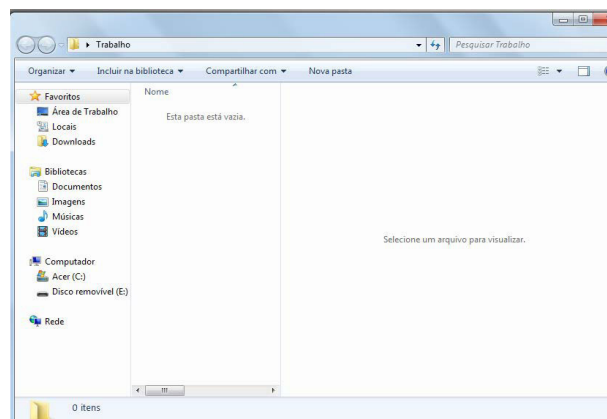 Trabalho
Pesquisar Trabalho
Organizar Incluir na biblioteca Compartilhar com Nova pasta
Favoritos
Área de Trabalho
Locais
Downloads
Bibliotecas
Documentos
Imagens
Músicas
Vídeos
Computador
Acer (C:)
Disco removível (E:)
Rede
Nome
Esta pasta está vazia.
Selecione um arquivo para visualizar.
0 itens